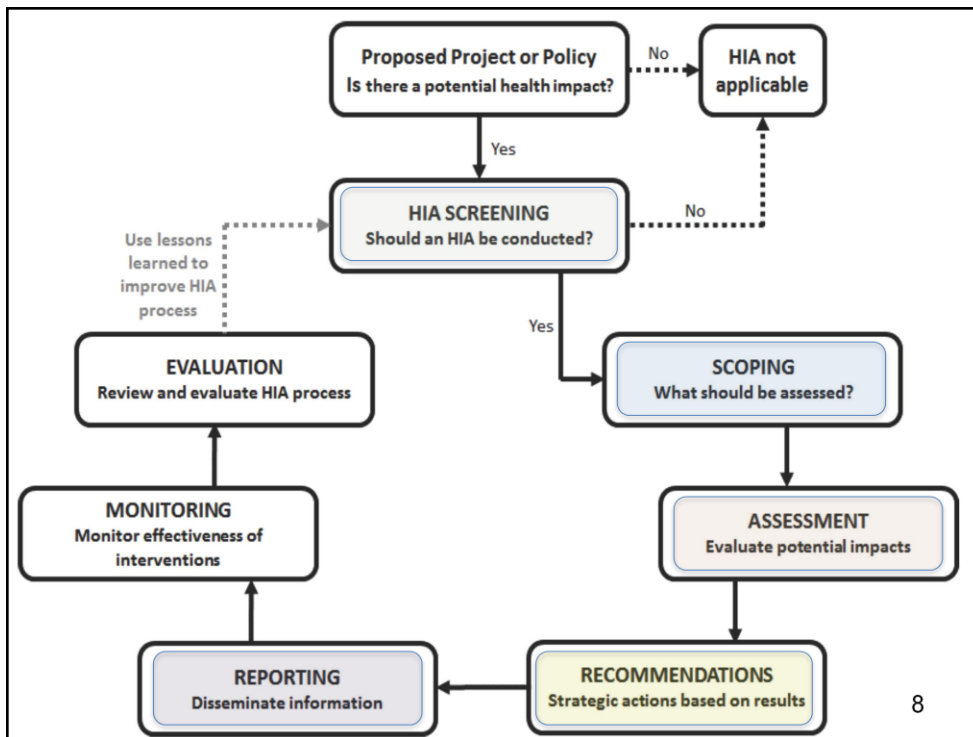 Proposed Project or Policy
Is there a potential health impact?
No
HIA not
applicable
Yes
HIA SCREENING
Should an HIA be conducted?
No
Use lessons
learned to
improve HIA
process
Yes
EVALUATION
Review and evaluate HIA process
SCOPING
What should be assessed?
MONITORING
Monitor effectiveness of
interventions
ASSESSMENT
Evaluate potential impacts
REPORTING
Disseminate information
RECOMMENDATIONS
Strategic actions based on results
8